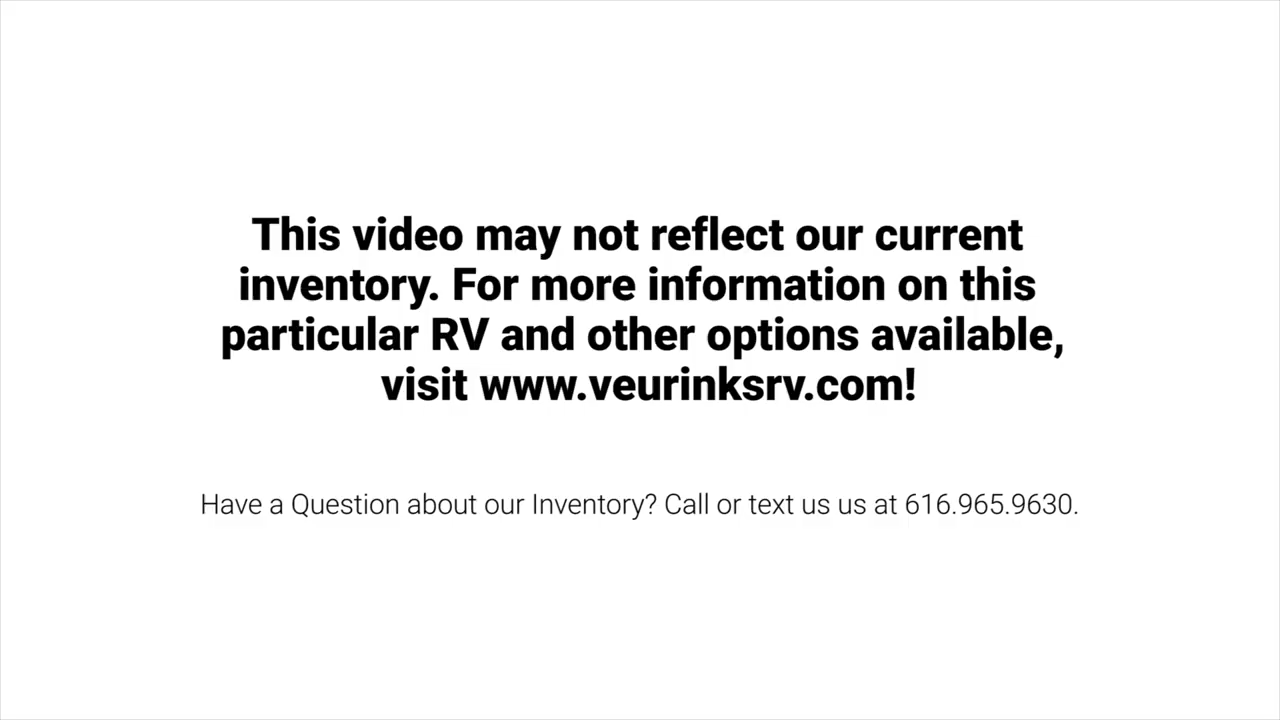 This video may not reflect our current
inventory. For more information on this
particular RV and other options available,
visit www.veurinksrv.com!
Have a Question about our Inventory? Call or text us us at 616.965.9630.